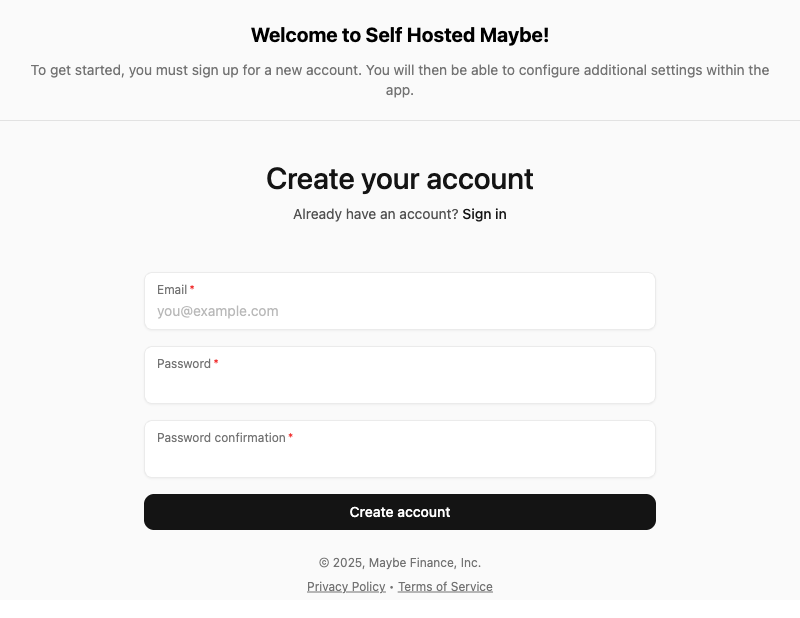 Welcome to Self Hosted Maybe!
To get started, you must sign up for a new account. You will then be able to configure additional settings within the
app.
Create your account
Already have an account? Sign in
Email *
you@example.com
Password *
Password confirmation *
Create account
© 2025, Maybe Finance, Inc.
Privacy Policy • Terms of Service